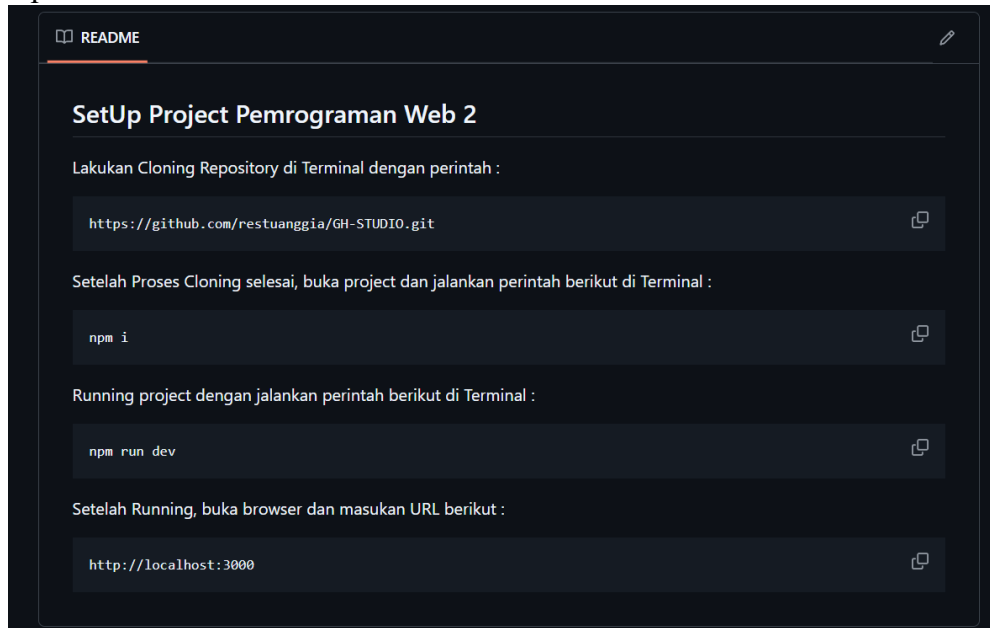 README
SetUp Project Pemrograman Web 2
Lakukan Cloning Repository di Terminal dengan perintah :
https://github.com/restuanggia/GH-STUDIO.git
Setelah Proses Cloning selesai, buka project dan jalankan perintah berikut di Terminal :
npm i
Running project dengan jalankan perintah berikut di Terminal :
npm run dev
Setelah Running, buka browser dan masukan URL berikut :
http://localhost:3000